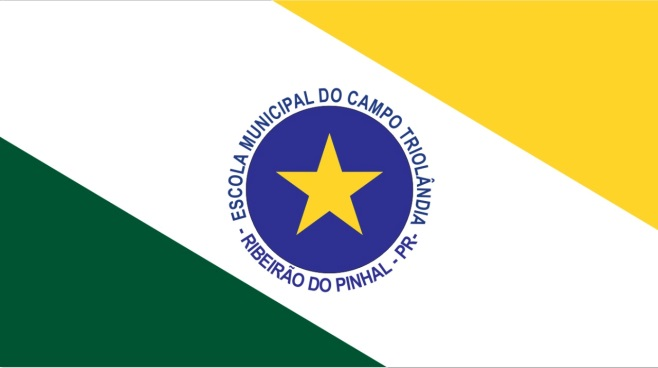 ESCOLA MUNICIPAL DO CAMPO TRIOLÂNDIA
- RIBEIRÃO DO PINHAL - PR-